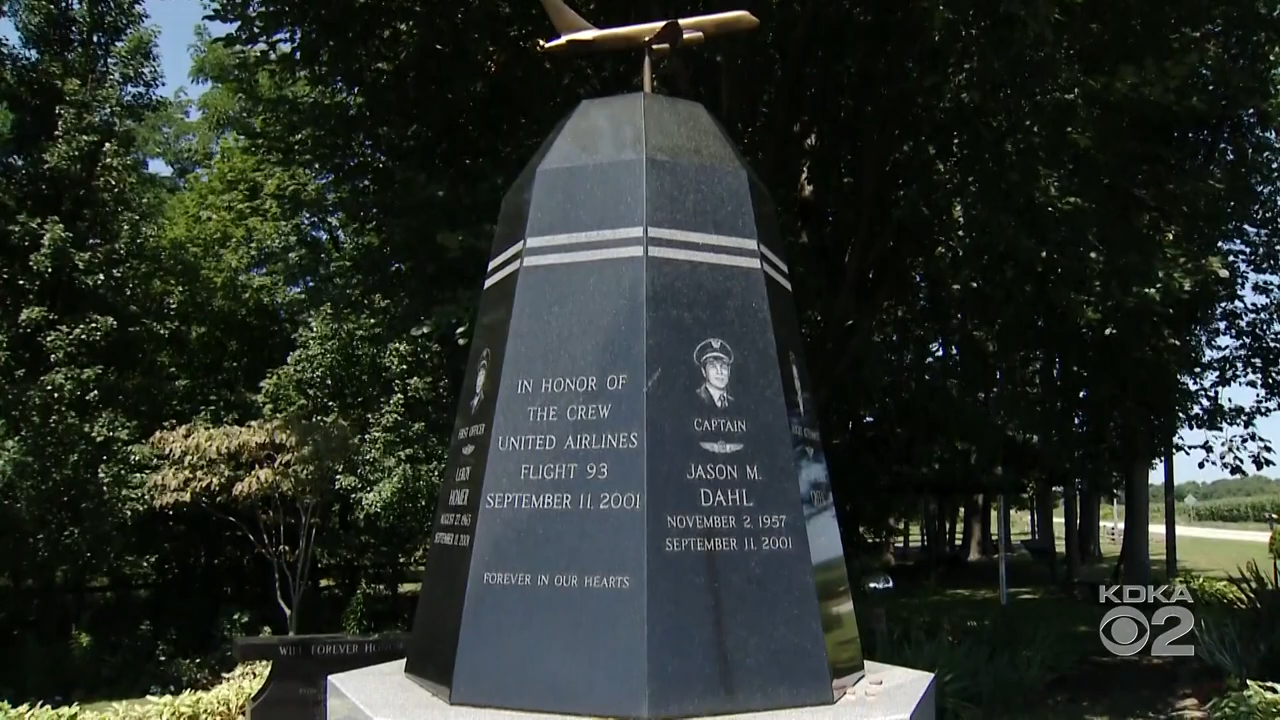 FIRST OFFICER
LEROY
HOMER
AUGUST 27, 1965
SEPTEMBER 11, 2001
IN HONOR OF
THE CREW
UNITED AIRLINES
FLIGHT 93
SEPTEMBER 11, 2001
FOREVER IN OUR HEARTS
CAPTAIN
JASON M.
DAHL
NOVEMBER 2, 1957
SEPTEMBER 11, 2001
WILL FOREVER HONOR
KDKA
2